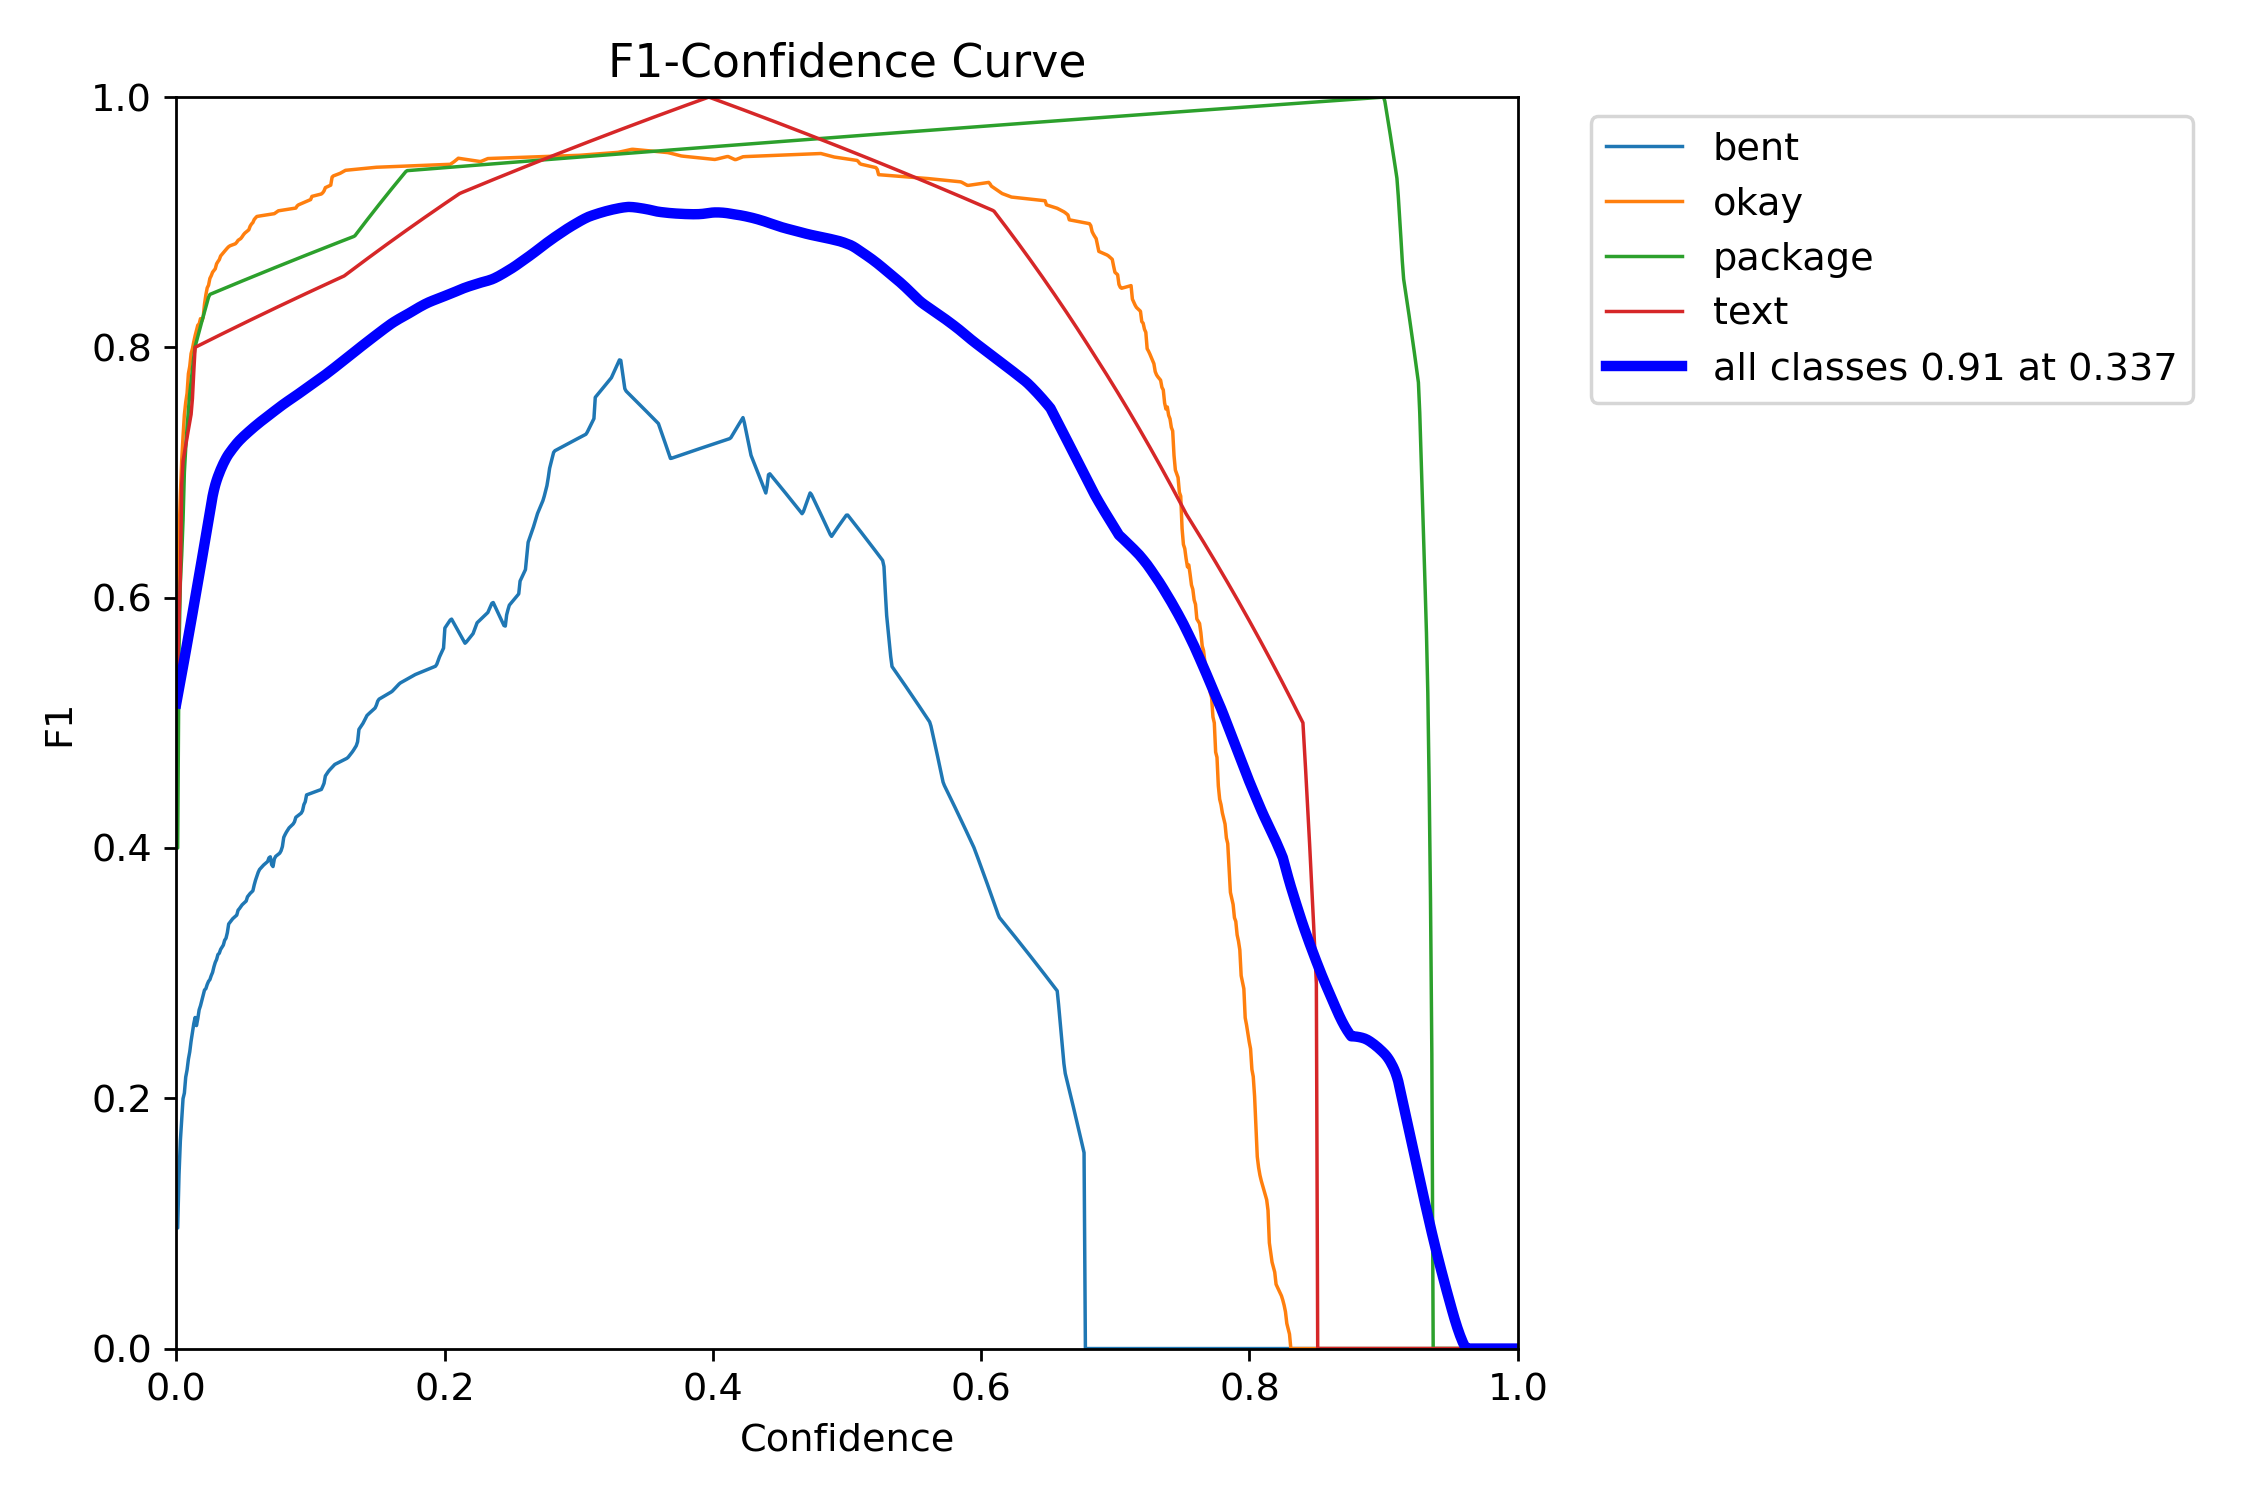 F1-Confidence Curve
1.0
0.8
0.6
0.4
0.2
0.0
F1
0.0 0.2 0.4 0.6 0.8 1.0
Confidence
bent
okay
package
text
all classes 0.91 at 0.337